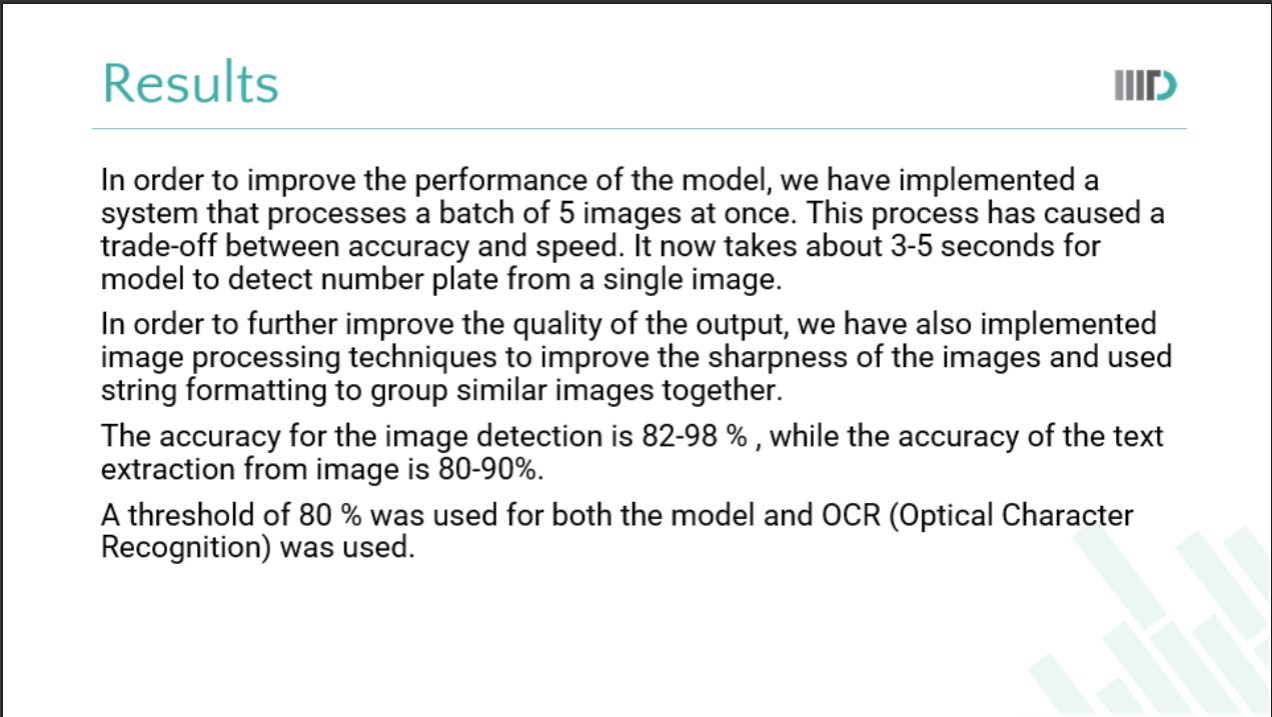 Results
IIITD
In order to improve the performance of the model, we have implemented a
system that processes a batch of 5 images at once. This process has caused a
trade-off between accuracy and speed. It now takes about 3-5 seconds for
model to detect number plate from a single image.
In order to further improve the quality of the output, we have also implemented
image processing techniques to improve the sharpness of the images and used
string formatting to group similar images together.
The accuracy for the image detection is 82-98 % , while the accuracy of the text
extraction from image is 80-90%.
A threshold of 80 % was used for both the model and OCR (Optical Character
Recognition) was used.